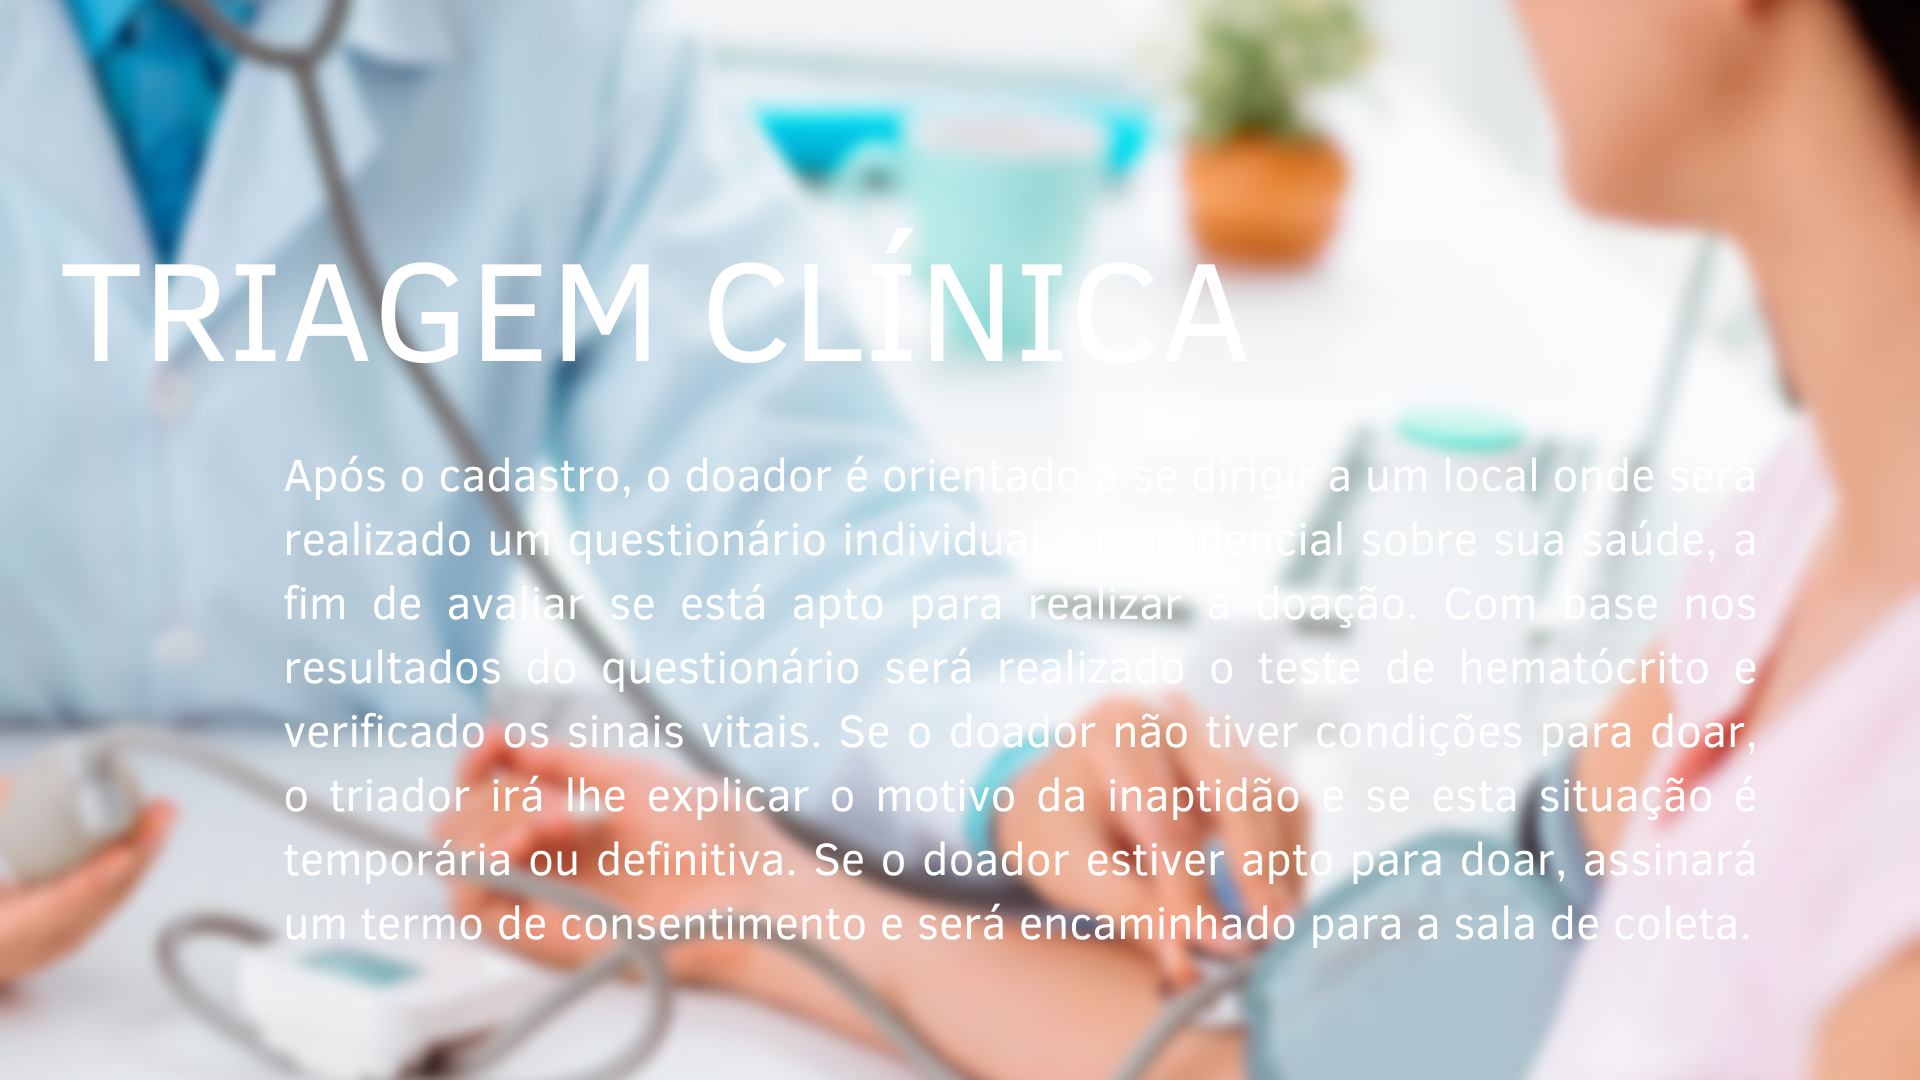 TRIAGEM CLÍNICA
Após o cadastro, o doador é orientado a se dirigir a um local onde será
realizado um questionário individual e confidencial sobre sua saúde, a
fim de avaliar se está apto para realizar a doação. Com base nos
resultados do questionário será realizado o teste de hematócrito e
verificado os sinais vitais. Se o doador não tiver condições para doar,
o triador irá lhe explicar o motivo da inaptidão e se esta situação é
temporária ou definitiva. Se o doador estiver apto para doar, assinará
um termo de consentimento e será encaminhado para a sala de coleta.